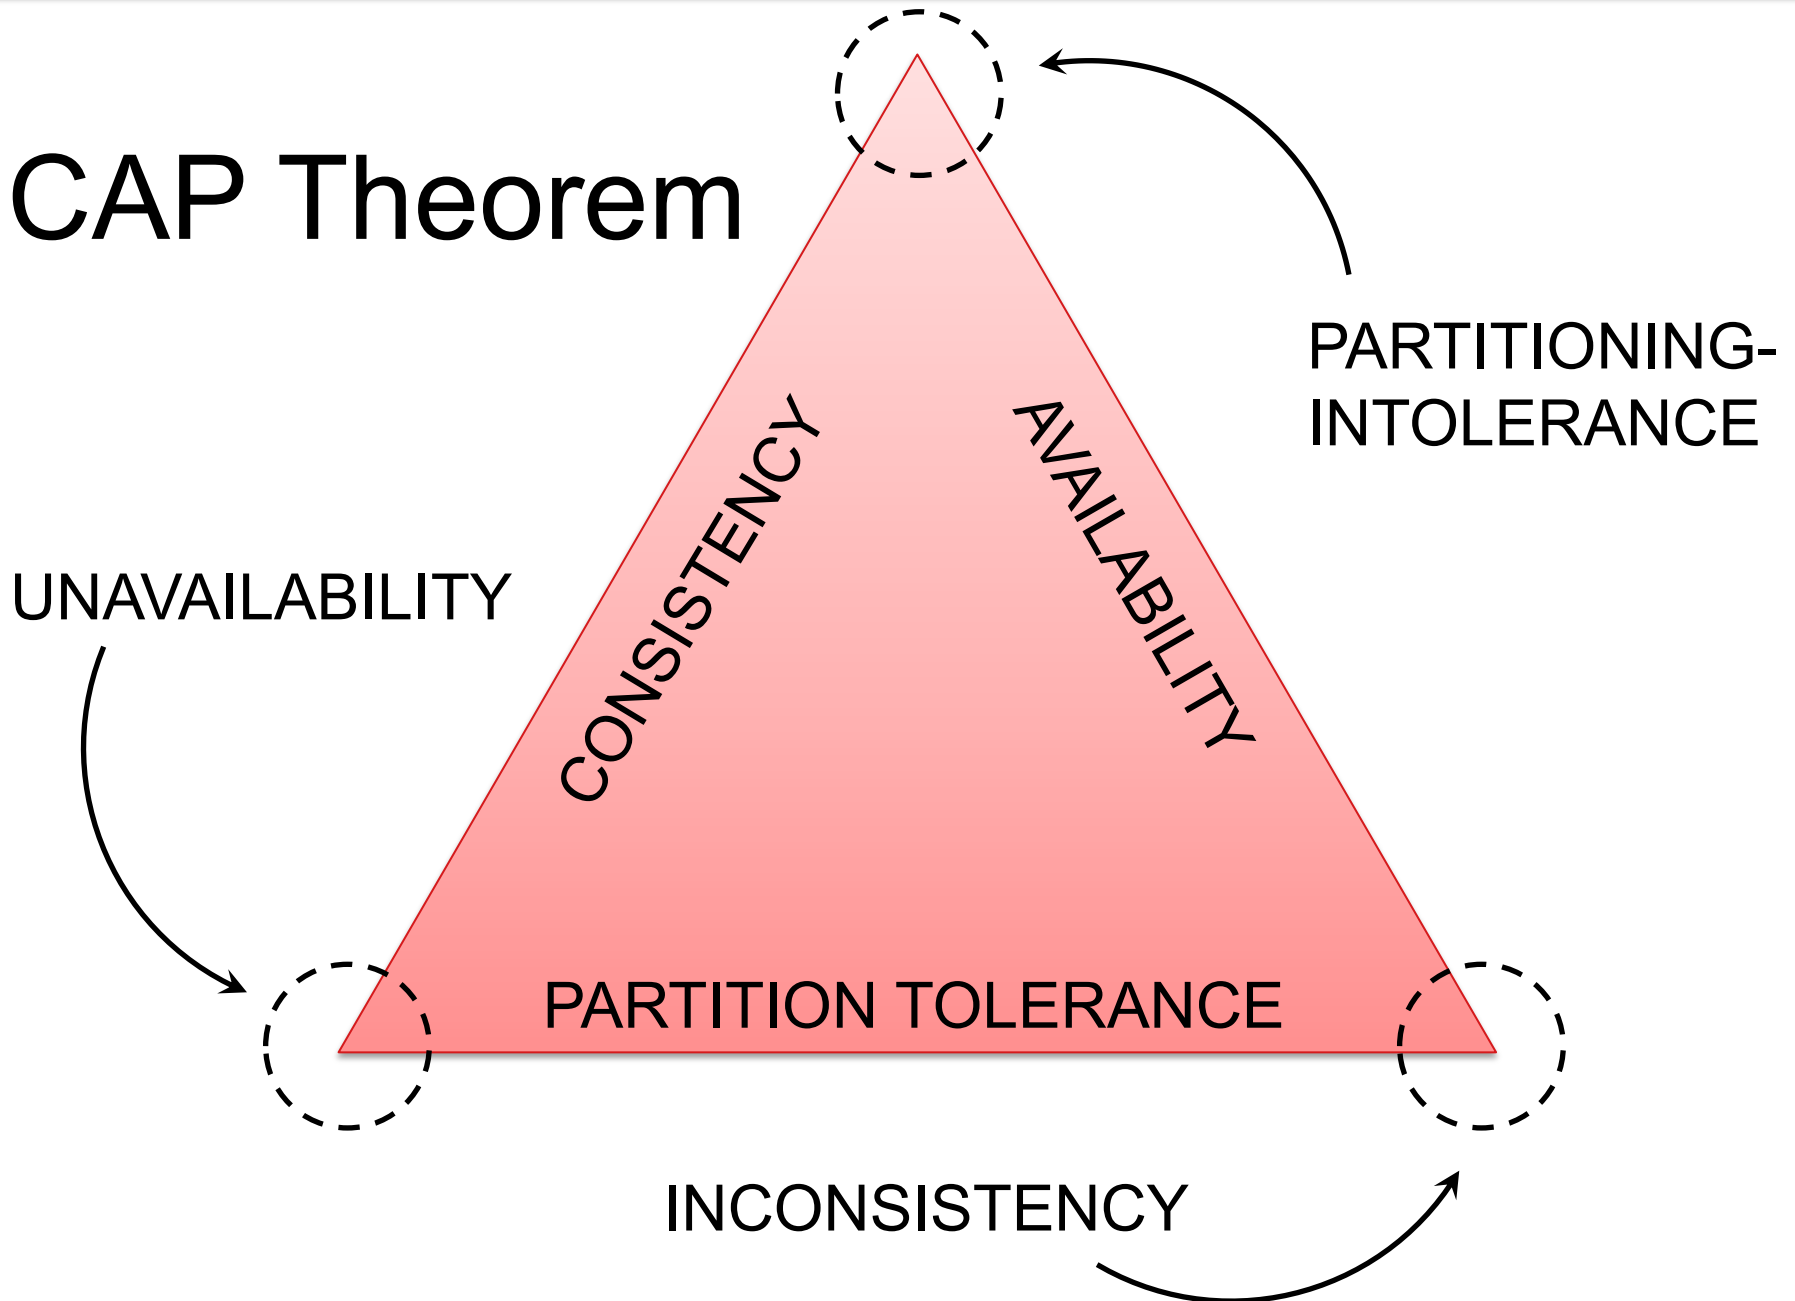 CAP Theorem
PARTITIONING-
INTOLERANCE
CONSISTENCY
AVAILABILITY
UNAVAILABILITY
PARTITION TOLERANCE
INCONSISTENCY